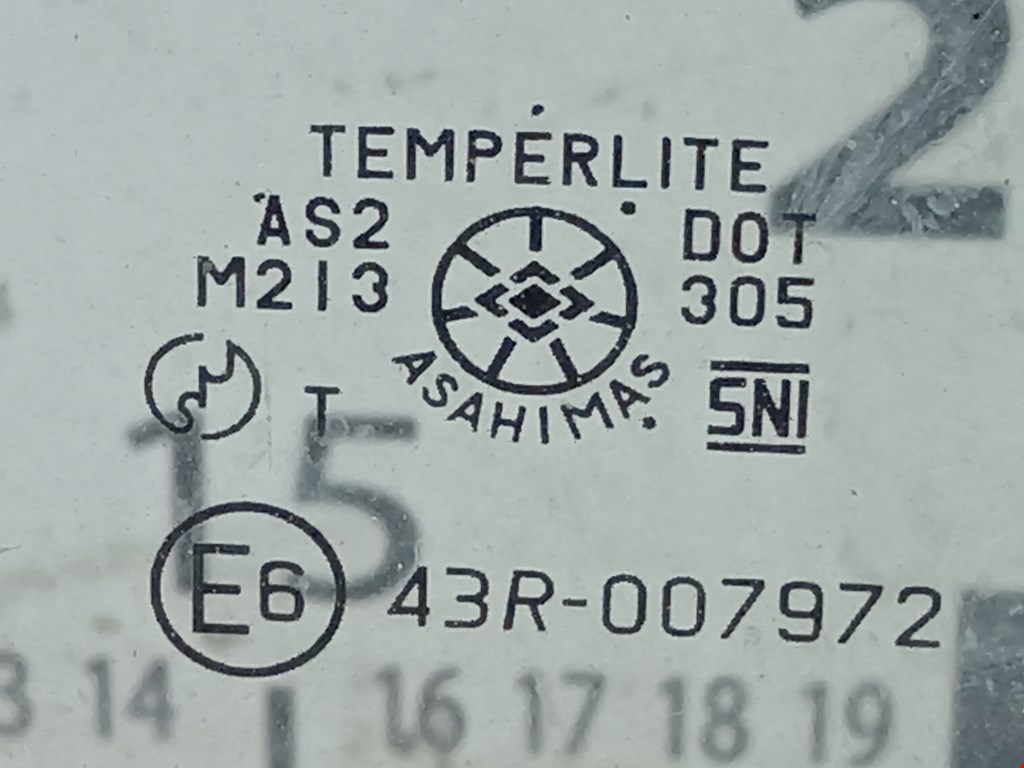 2
TEMPERLITE
AS2 DOT
M213 305
ASAHIMAS
T SNI
15
E6 43R-007972
3 14 16 17 18 19